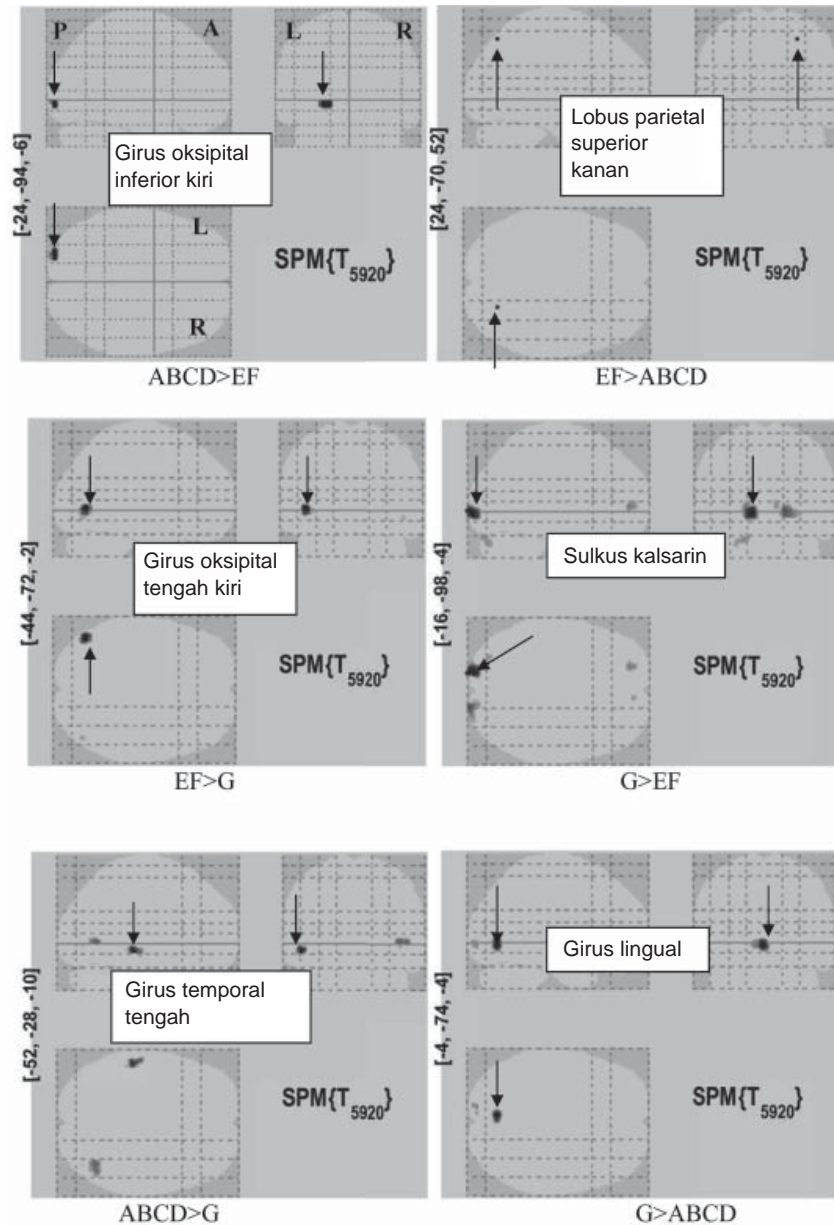 P A L R
[-24, -94, -6]
Girus oksipital
inferior kiri
L
SPM{T5920}
R
ABCD>EF
[24, -70, 52]
Lobus parietal
superior
kanan
SPM{T5920}
EF>ABCD
[-44, -72, -2]
Girus oksipital
tengah kiri
SPM{T5920}
EF>G
[-16, -98, -4]
Sulkus kalsarin
SPM{T5920}
G>EF
[-52, -28, -10]
Girus temporal
tengah
SPM{T5920}
ABCD>G
[-4, -74, -4]
Girus lingual
SPM{T5920}
G>ABCD